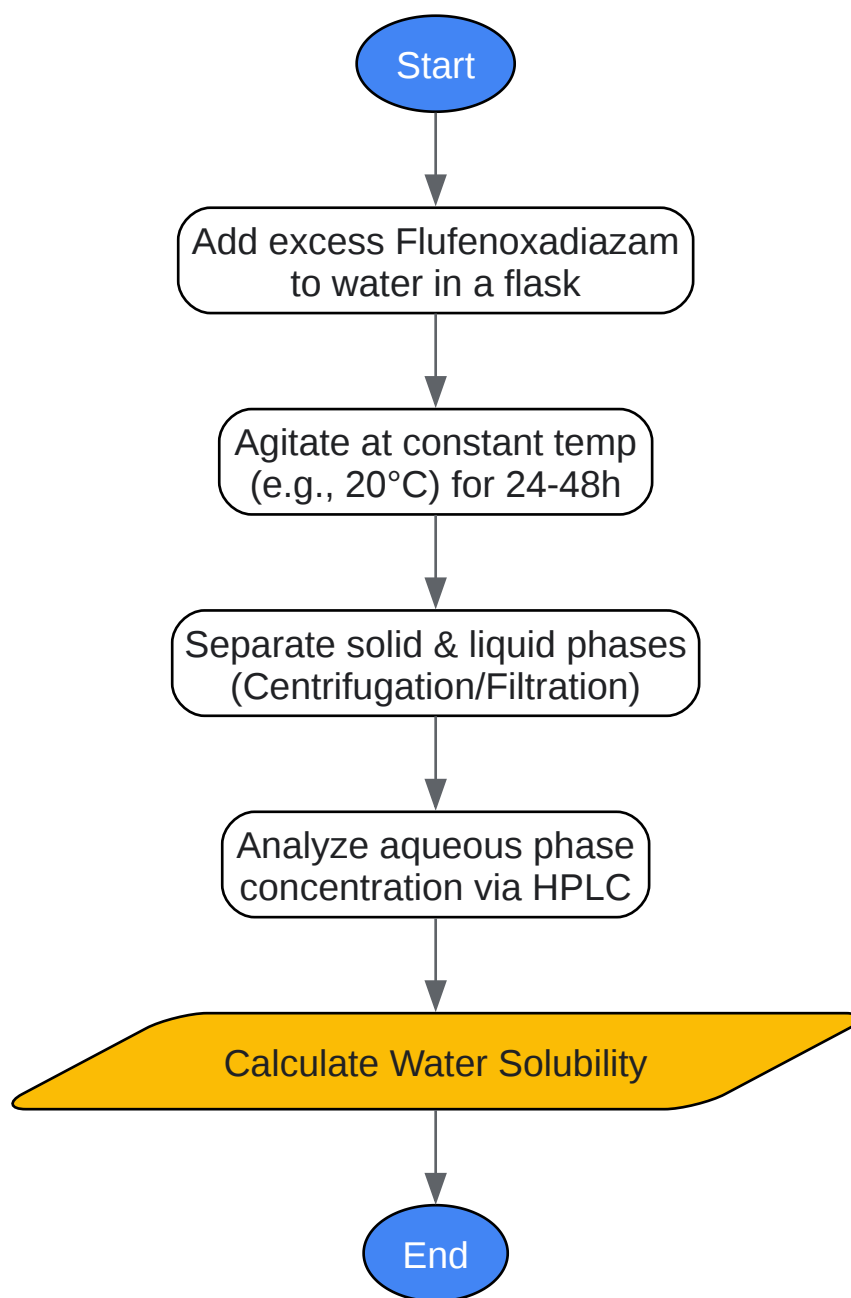 Start
Add excess Flufenoxadiazam
to water in a flask
Agitate at constant temp
(e.g., 20°C) for 24-48h
Separate solid & liquid phases
(Centrifugation/Filtration)
Analyze aqueous phase
concentration via HPLC
Calculate Water Solubility
End